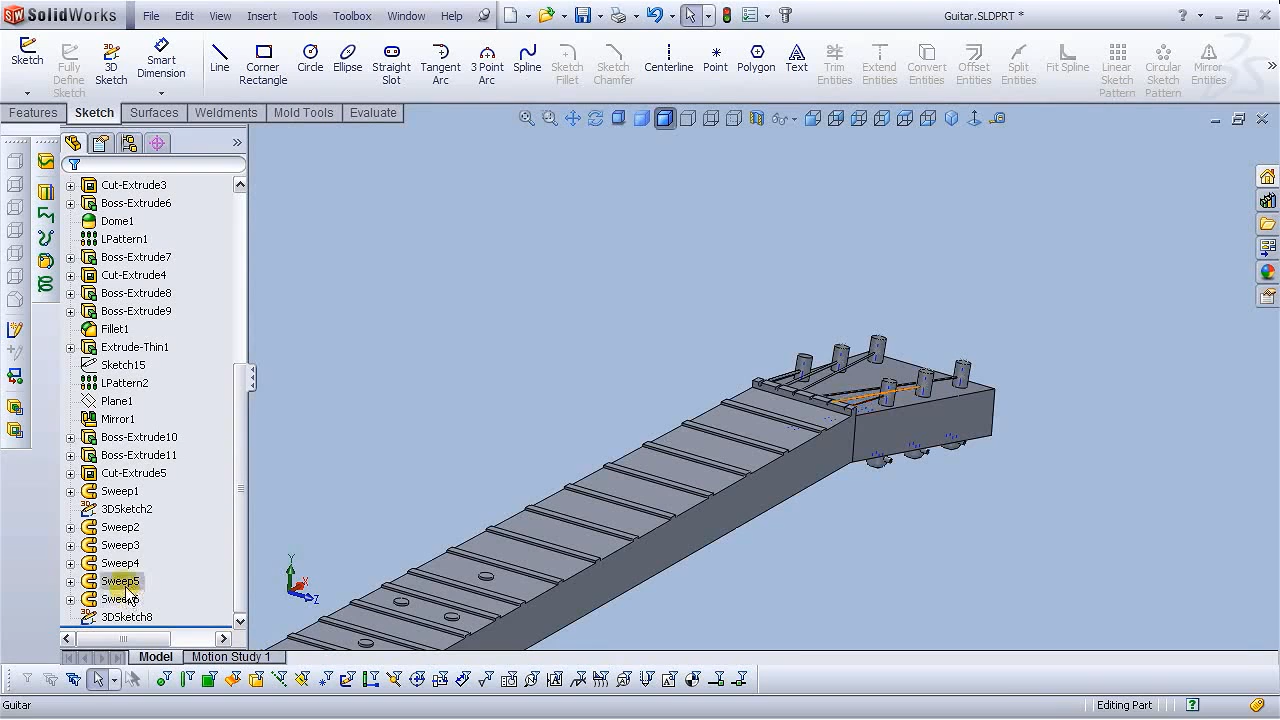 SolidWorks File Edit View Insert Tools Toolbox Window Help Guitar.SLDPRT *
Sketch Fully Define Sketch 3D Sketch Smart Dimension Line Corner Rectangle Circle Ellipse Straight Slot Tangent Arc 3 Point Arc Spline Sketch Fillet Sketch Chamfer Centerline Point Polygon Text Trim Entities Extend Entities Convert Entities Offset Entities Split Entities Fit Spline Linear Sketch Pattern Circular Sketch Pattern Mirror Entities
Features Sketch Surfaces Weldments Mold Tools Evaluate
Cut-Extrude3
Boss-Extrude6
Dome1
LPattern1
Boss-Extrude7
Cut-Extrude4
Boss-Extrude8
Boss-Extrude9
Fillet1
Extrude-Thin1
Sketch15
LPattern2
Plane1
Mirror1
Boss-Extrude10
Boss-Extrude11
Cut-Extrude5
Sweep1
3DSketch2
Sweep2
Sweep3
Sweep4
Sweep5
3DSketch8
Y
X
Z
Model Motion Study 1
Guitar Editing Part